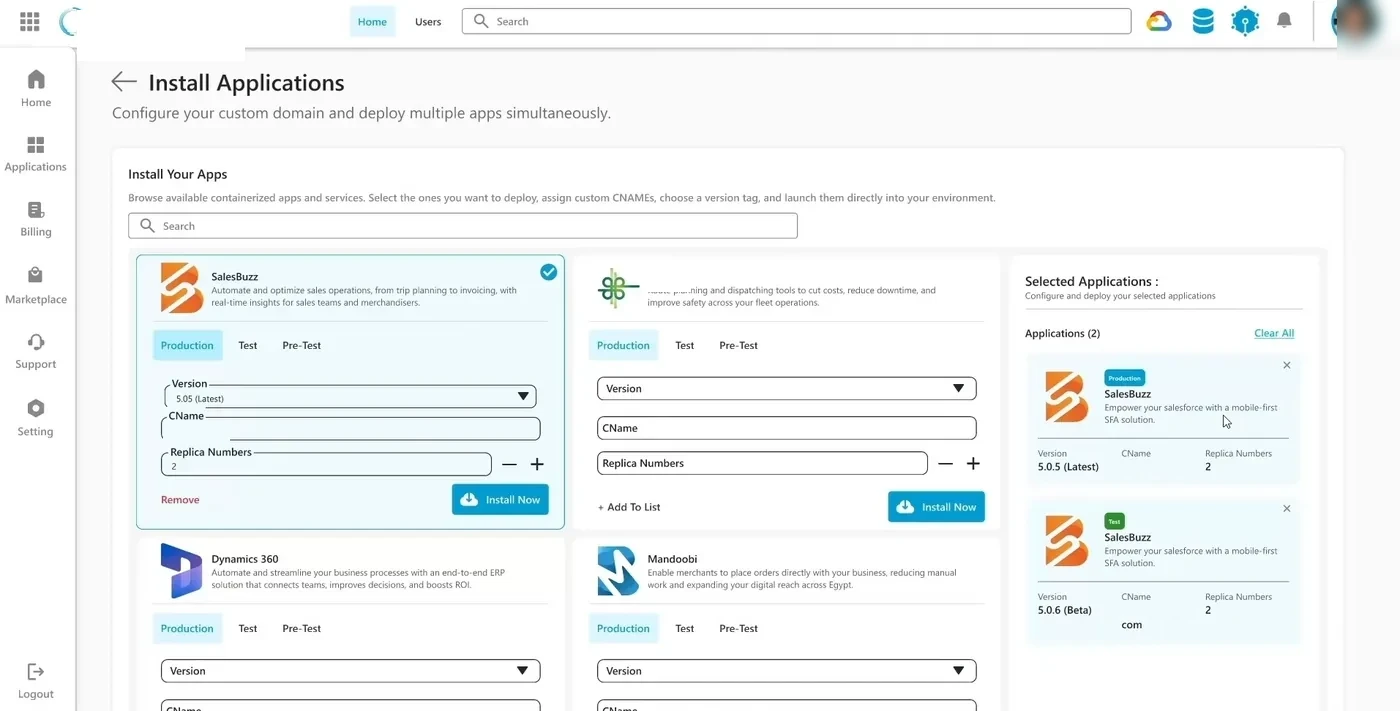 Home
Users
Search
Home
Applications
Billing
Marketplace
Support
Setting
Logout
Install Applications
Configure your custom domain and deploy multiple apps simultaneously.
Install Your Apps
Browse available containerized apps and services. Select the ones you want to deploy, assign custom CNAMEs, choose a version tag, and launch them directly into your environment.
Search
SalesBuzz
Automate and optimize sales operations, from trip planning to invoicing, with
real-time insights for sales teams and merchandisers.
Production Test Pre-Test
Version
5.05 (Latest)
CName
Replica Numbers
2
Remove
Install Now
and dispatching tools to cut costs, reduce downtime, and
improve safety across your fleet operations.
Production Test Pre-Test
Version
CName
Replica Numbers
+ Add To List
Install Now
Dynamics 360
Automate and streamline your business processes with an end-to-end ERP
solution that connects teams, improves decisions, and boosts ROI.
Production Test Pre-Test
Version
CName
Mandoobi
Enable merchants to place orders directly with your business, reducing manual
work and expanding your digital reach across Egypt.
Production Test Pre-Test
Version
CName
Selected Applications :
Configure and deploy your selected applications
Applications (2)
Clear All
Production
SalesBuzz
Empower your salesforce with a mobile-first
SFA solution.
Version CName Replica Numbers
5.0.5 (Latest) 2
Test
SalesBuzz
Empower your salesforce with a mobile-first
SFA solution.
Version CName Replica Numbers
5.0.6 (Beta) 2
com